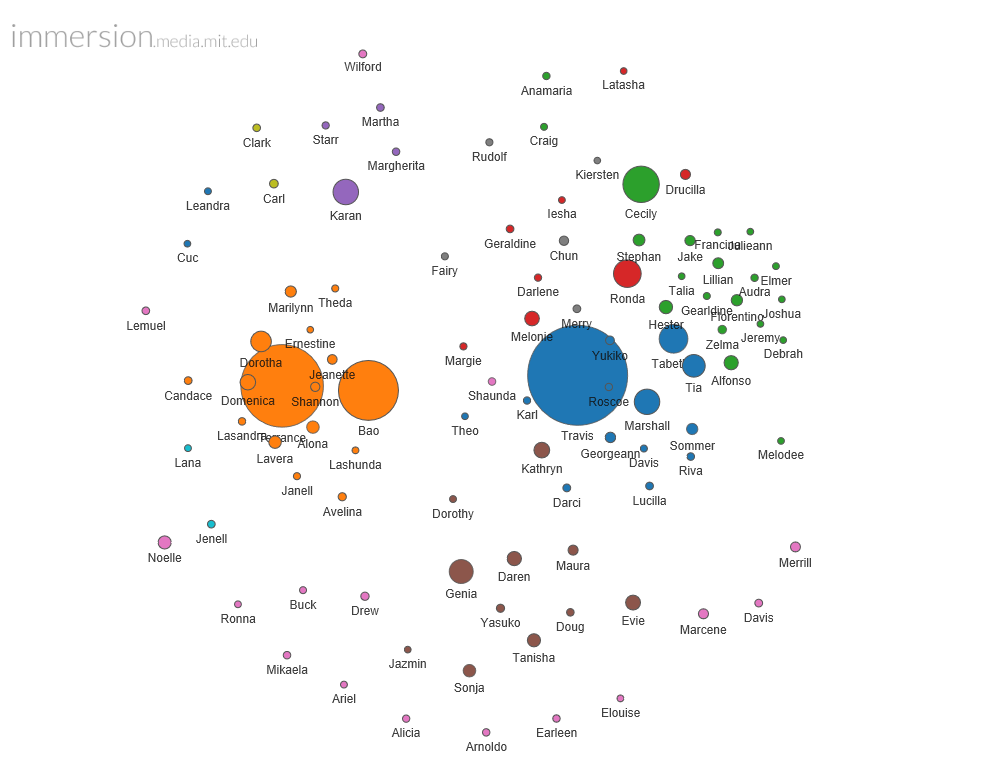 immersion.media.mit.edu
Wilford
Latasha
Anamaria
Martha
Starr
Clark
Craig
Rudolf
Margherita
Kiersten
Drucilla
Carl
Leandra
Karan
Cecily
Iesha
Geraldine
Francine
Julieann
Cuc
Chun
Stephan
Jake
Fairy
Lillian
Elmer
Darlene
Ronda
Talia
Audra
Marilynn
Theda
Gearldine
Florentino
Joshua
Lemuel
Merry
Hester
Melonie
Jeremy
Ernestine
Zelma
Yukiko
Debrah
Dorotha
Margie
Jeanette
Tia
Alfonso
Candace
Domenica
Shannon
Shaunda
Roscoe
Karl
Bao
Theo
Travis
Marshall
Lasandra
Terrance
Alona
Sommer
Lana
Lavera
Lashunda
Kathryn
Georgeann
Davis
Melodee
Riva
Janell
Darci
Lucilla
Avelina
Dorothy
Jenell
Noelle
Merrill
Maura
Daren
Genia
Buck
Drew
Ronna
Yasuko
Doug
Evie
Marcene
Davis
Tanisha
Mikaela
Jazmin
Sonja
Ariel
Elouise
Alicia
Arnoldo
Earleen